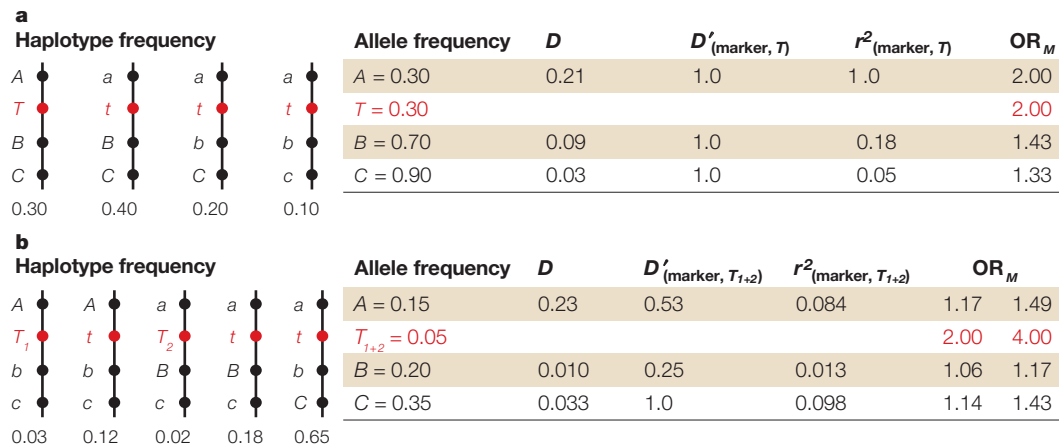 a
Haplotype frequency
A a a a
T t t t
B B b b
C C C c
0.30 0.40 0.20 0.10
Allele frequency D D′(marker, T) r²(marker, T) OR_M
A = 0.30 0.21 1.0 1.0 2.00
T = 0.30 2.00
B = 0.70 0.09 1.0 0.18 1.43
C = 0.90 0.03 1.0 0.05 1.33
b
Haplotype frequency
A A a a a
T₁ t T₂ t t
b b B B b
c c c c C
0.03 0.12 0.02 0.18 0.65
Allele frequency D D′(marker, T₁₊₂) r²(marker, T₁₊₂) OR_M
A = 0.15 0.23 0.53 0.084 1.17 1.49
T₁₊₂ = 0.05 2.00 4.00
B = 0.20 0.010 0.25 0.013 1.06 1.17
C = 0.35 0.033 1.0 0.098 1.14 1.43